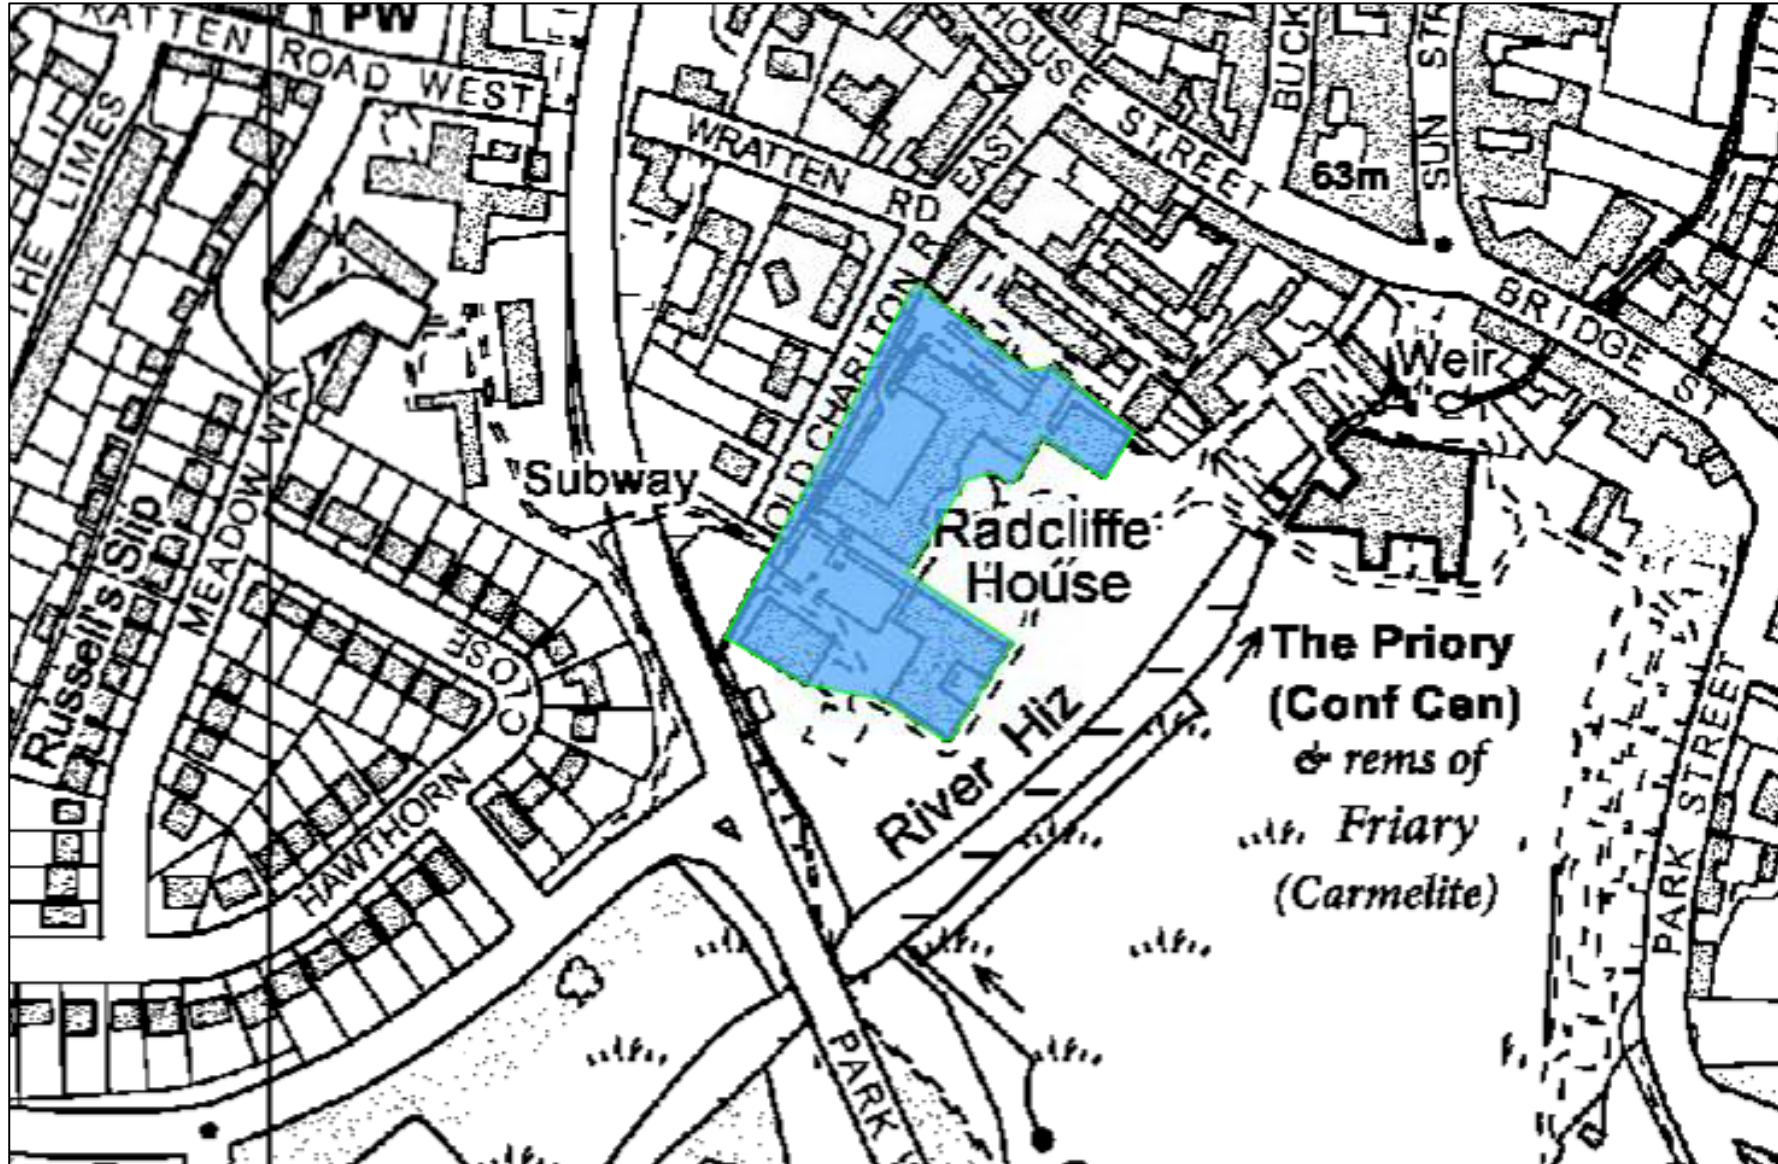 RATTEN ROAD WEST
PW
HOUSE STREET
BUCK
SUN STR
THE LIMES
WRATTEN RD EAST
63m
BRIDGE ST
Weir
OLD CHARLTON R
Subway
MEADOW WAY
Russell's Slip
Radcliffe
House
CLOSE
HAWTHORN
River Hiz
The Priory
(Conf Cen)
& rems of
Friary
(Carmelite)
PARK STREET
PARK